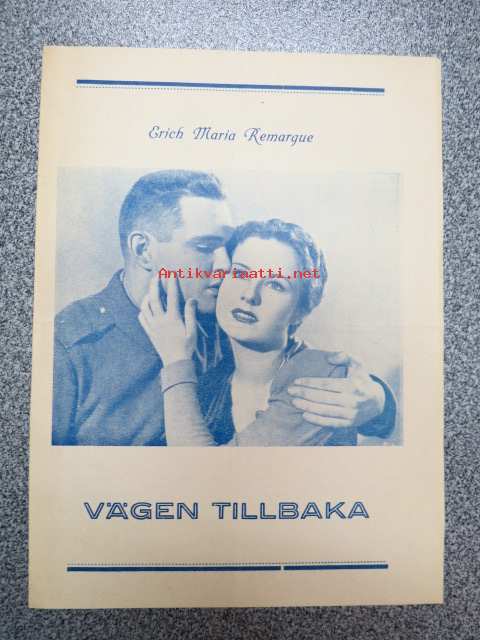 Erich Maria Remarque
Antikvariaatti.net
VÄGEN TILLBAKA